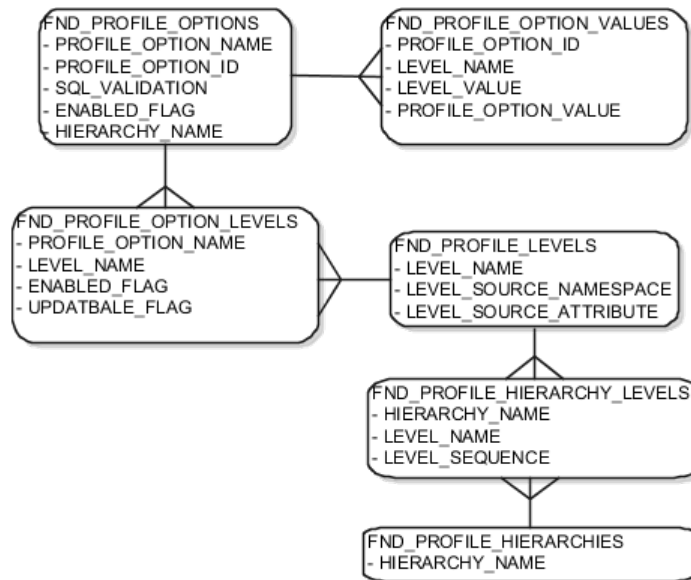 FND_PROFILE_OPTIONS
- PROFILE_OPTION_NAME
- PROFILE_OPTION_ID
- SQL_VALIDATION
- ENABLED_FLAG
- HIERARCHY_NAME
FND_PROFILE_OPTION_VALUES
- PROFILE_OPTION_ID
- LEVEL_NAME
- LEVEL_VALUE
- PROFILE_OPTION_VALUE
FND_PROFILE_OPTION_LEVELS
- PROFILE_OPTION_NAME
- LEVEL_NAME
- ENABLED_FLAG
- UPDATBALE_FLAG
FND_PROFILE_LEVELS
- LEVEL_NAME
- LEVEL_SOURCE_NAMESPACE
- LEVEL_SOURCE_ATTRIBUTE
FND_PROFILE_HIERARCHY_LEVELS
- HIERARCHY_NAME
- LEVEL_NAME
- LEVEL_SEQUENCE
FND_PROFILE_HIERARCHIES
- HIERARCHY_NAME